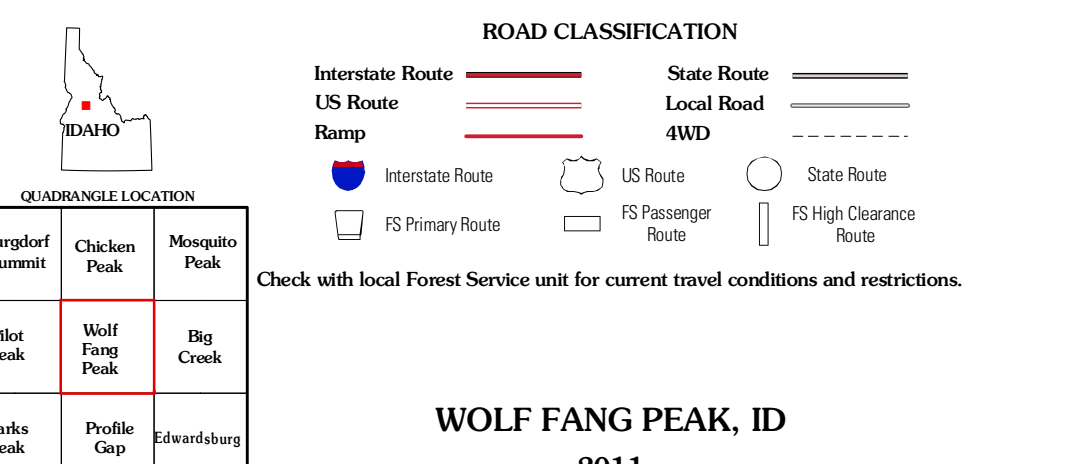 ROAD CLASSIFICATION
Interstate Route
State Route
US Route
Local Road
Ramp
4WD
IDAHO
Interstate Route
US Route
State Route
FS Primary Route
FS Passenger
Route
FS High Clearance
Route
Check with local Forest Service unit for current travel conditions and restrictions.
QUADRANGLE LOCATION
Chicken
Peak
Mosquito
Peak
Wolf
Fang
Peak
Big
Creek
Profile
Gap
Edwardsburg
WOLF FANG PEAK, ID
2011